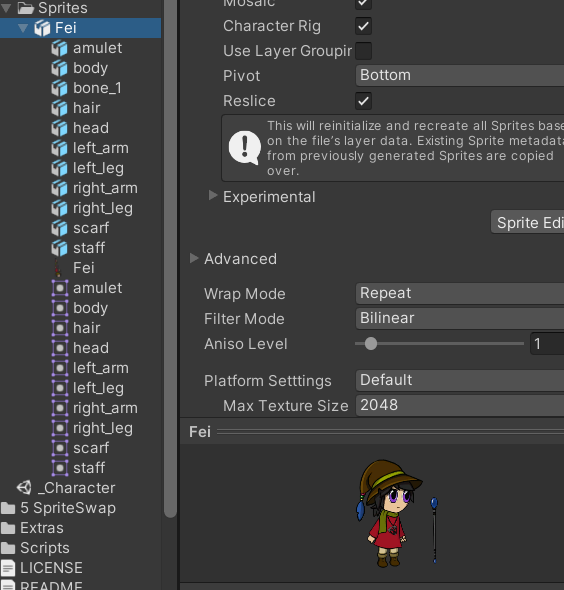 Sprites
Fei
amulet
body
bone_1
hair
head
left_arm
left_leg
right_arm
right_leg
scarf
staff
Fei
amulet
body
hair
head
left_arm
left_leg
right_arm
right_leg
scarf
staff
_Character
5 SpriteSwap
Extras
Scripts
LICENSE
README
Mosaic
Character Rig
Use Layer Groupin
Pivot
Bottom
Reslice
This will reinitialize and recreate all Sprites base
on the file's layer data. Existing Sprite metadata
from previously generated Sprites are copied
over.
Experimental
Sprite Edi
Advanced
Wrap Mode
Repeat
Filter Mode
Bilinear
Aniso Level
1
Platform Setttings
Default
Max Texture Size
2048
Fei